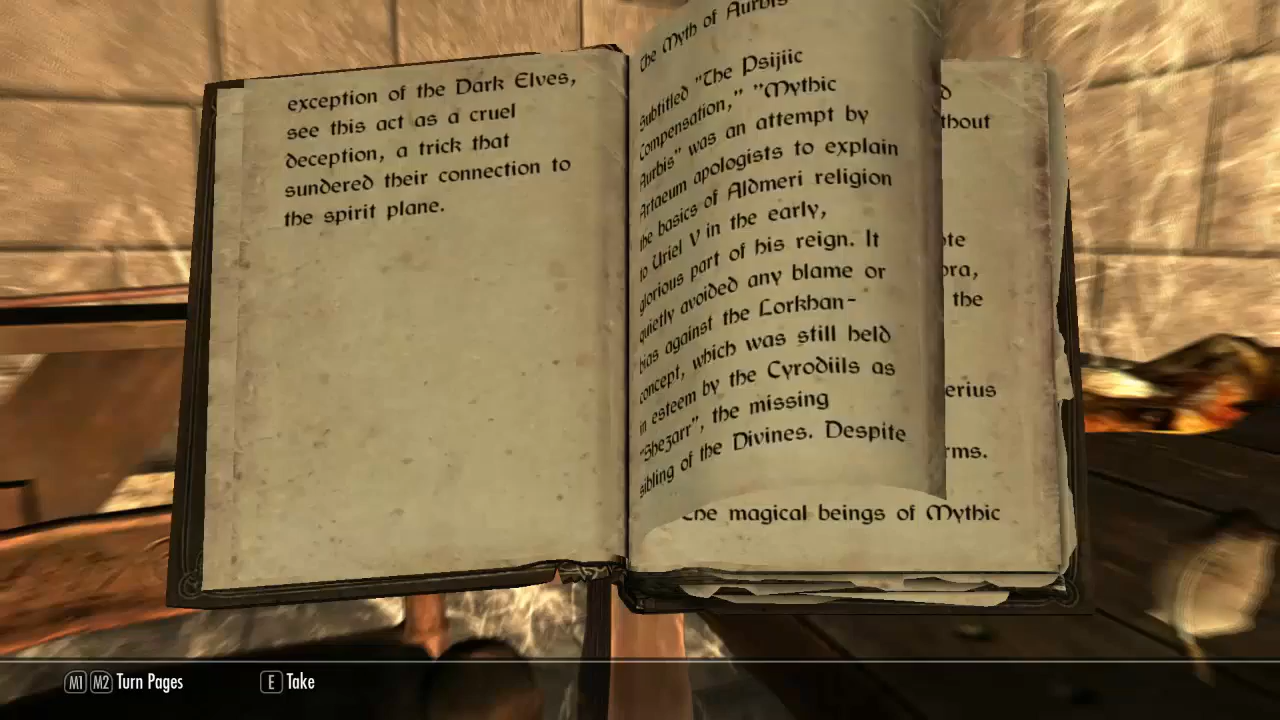 exception of the Dark Elves,
see this act as a cruel
deception, a trick that
sundered their connection to
the spirit plane.
The Myth of Aurbis
Subtitled "The Psijiic
Compensation," "Mythic
Aurbis" was an attempt by
Artaeum apologists to explain
the basics of Aldmeri religion
to Uriel V in the early,
glorious part of his reign. It
quietly avoided any blame or
bias against the Lorkhan-
concept, which was still held
in esteem by the Cyrodiils as
"Shezarr", the missing
sibling of the Divines. Despite
the
The magical beings of Mythic
M1 M2 Turn Pages
E Take